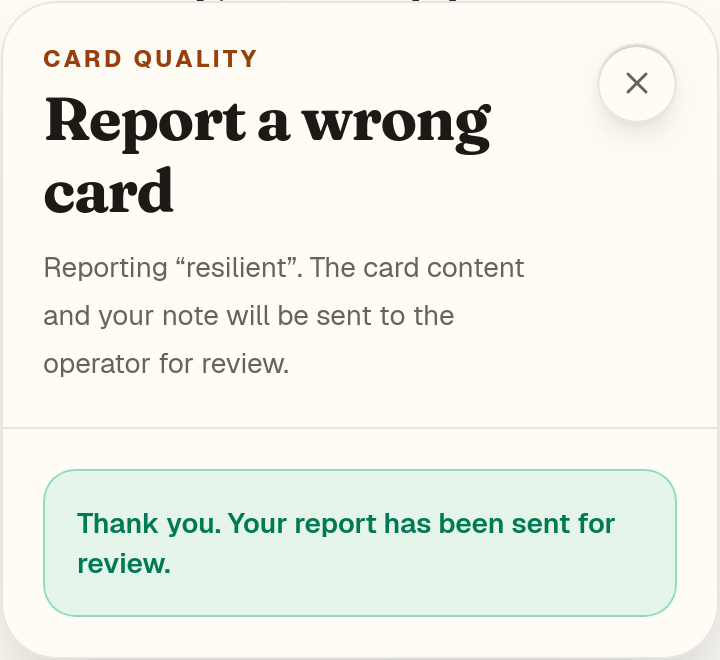 CARD QUALITY
Report a wrong
card
Reporting “resilient”. The card content
and your note will be sent to the
operator for review.
Thank you. Your report has been sent for
review.